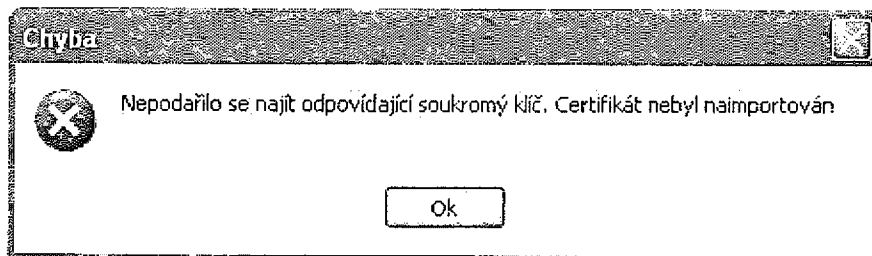 Chyba
Nepodařilo se najít odpovídající soukromý klíč. Certifikát nebyl naimportován
Ok